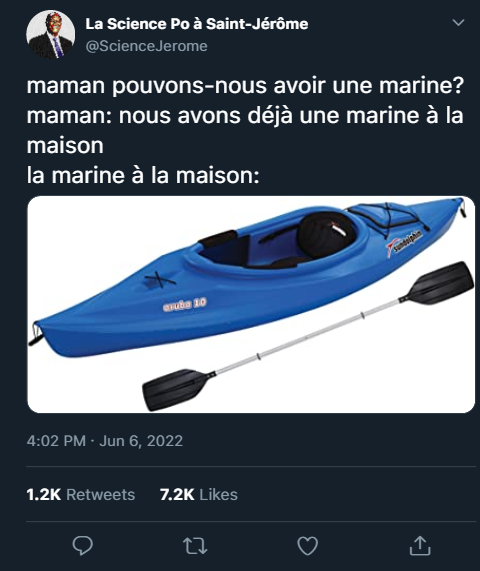 La Science Po à Saint-Jérôme
@ScienceJerome
maman pouvons-nous avoir une marine?
maman: nous avons déjà une marine à la
maison
la marine à la maison:
sundolphin
aruba 10
4:02 PM · Jun 6, 2022
1.2K Retweets 7.2K Likes